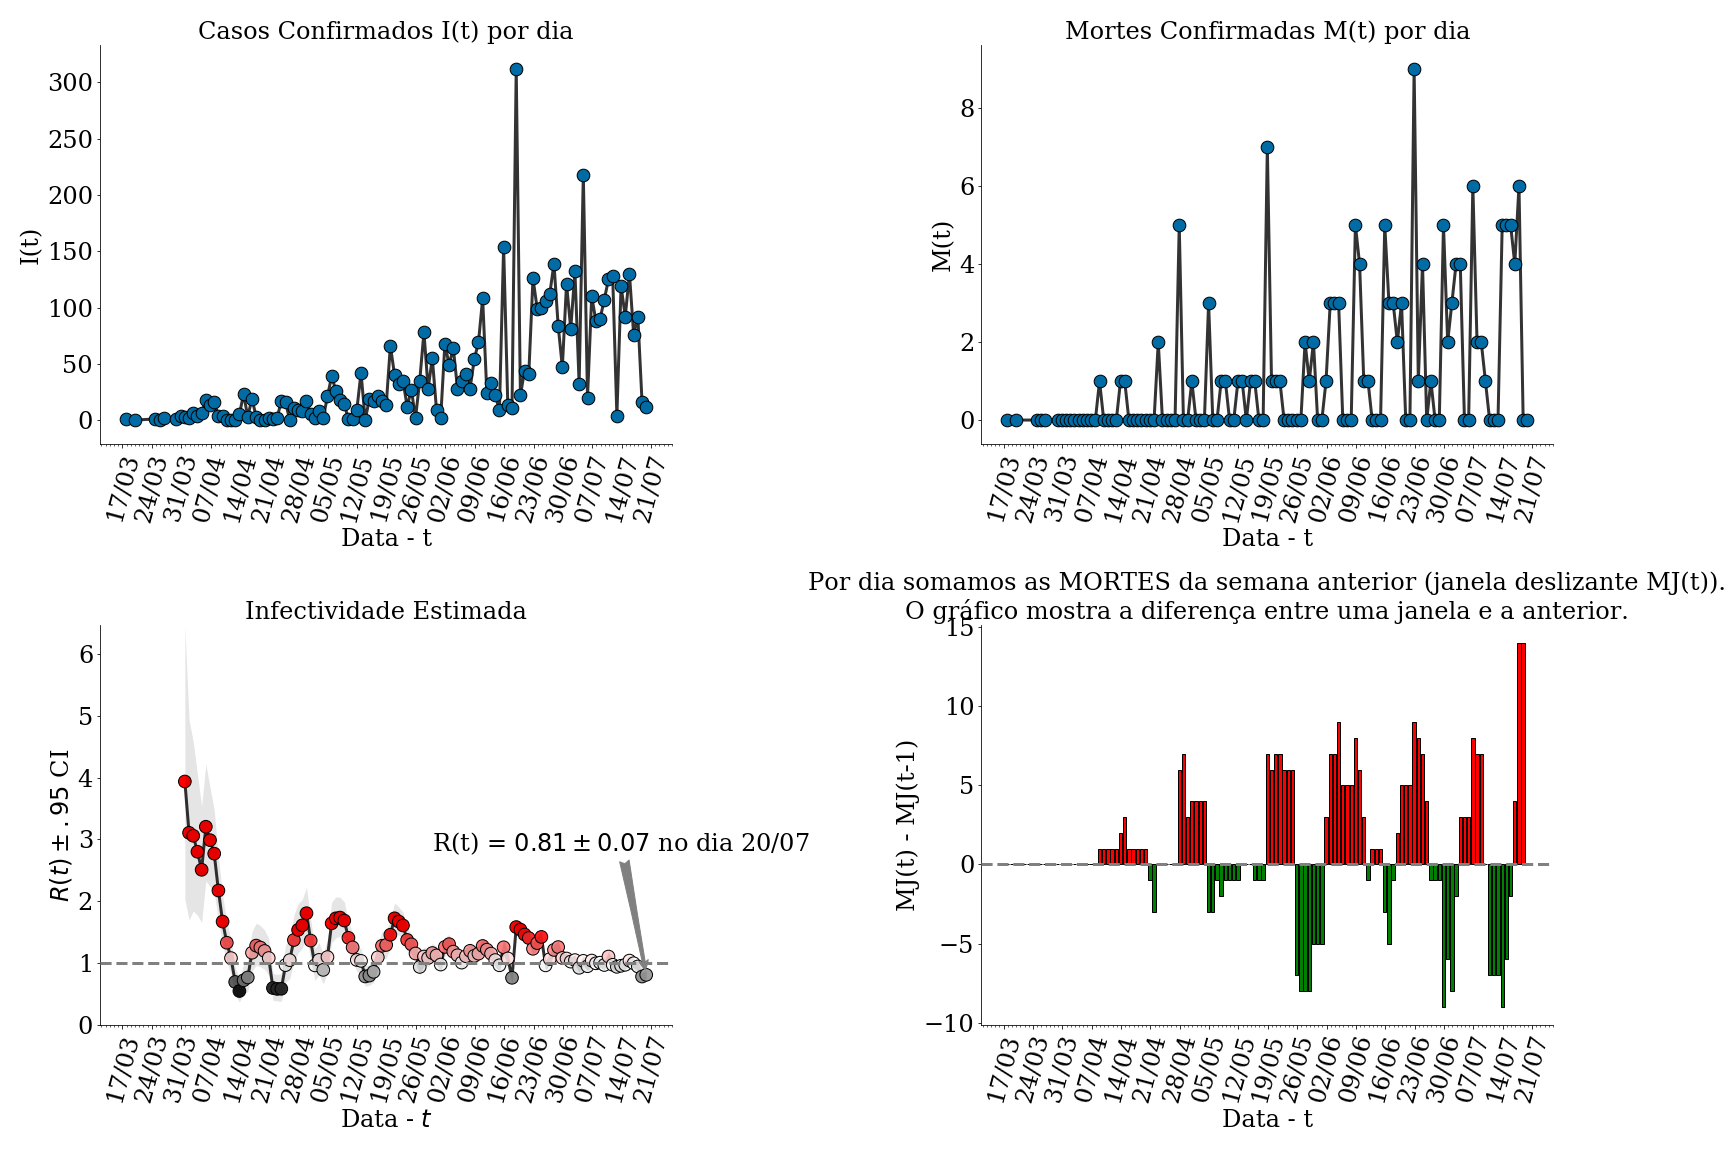 Casos Confirmados I(t) por dia
I(t)
300
250
200
150
100
50
0
17/03 24/03 31/03 07/04 14/04 21/04 28/04 05/05 12/05 19/05 26/05 02/06 09/06 16/06 23/06 30/06 07/07 14/07 21/07
Data - t
Mortes Confirmadas M(t) por dia
M(t)
8
6
4
2
0
17/03 24/03 31/03 07/04 14/04 21/04 28/04 05/05 12/05 19/05 26/05 02/06 09/06 16/06 23/06 30/06 07/07 14/07 21/07
Data - t
Infectividade Estimada
R(t) ± .95 CI
6
5
4
3
2
1
0
R(t) = 0.81 ± 0.07 no dia 20/07
17/03 24/03 31/03 07/04 14/04 21/04 28/04 05/05 12/05 19/05 26/05 02/06 09/06 16/06 23/06 30/06 07/07 14/07 21/07
Data - t
Por dia somamos as MORTES da semana anterior (janela deslizante MJ(t)).
O gráfico mostra a diferença entre uma janela e a anterior.
MJ(t) - MJ(t-1)
15
10
5
0
−5
−10
17/03 24/03 31/03 07/04 14/04 21/04 28/04 05/05 12/05 19/05 26/05 02/06 09/06 16/06 23/06 30/06 07/07 14/07 21/07
Data - t